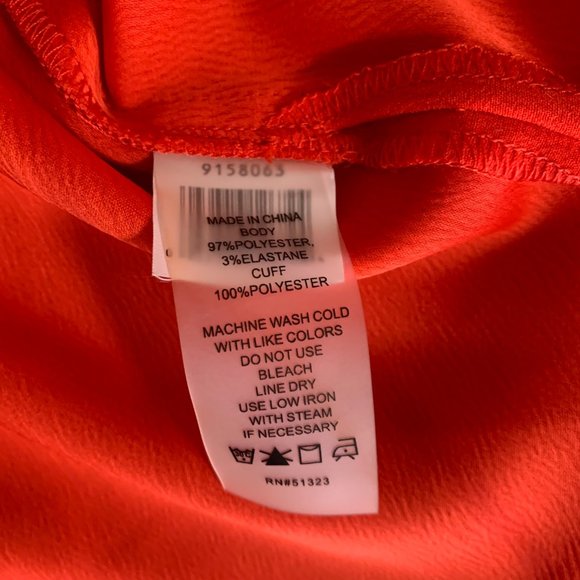 9158063
MADE IN CHINA
BODY
97%POLYESTER,
3%ELASTANE
CUFF
100%POLYESTER
MACHINE WASH COLD
WITH LIKE COLORS
DO NOT USE
BLEACH
LINE DRY
USE LOW IRON
WITH STEAM
IF NECESSARY
RN#51323